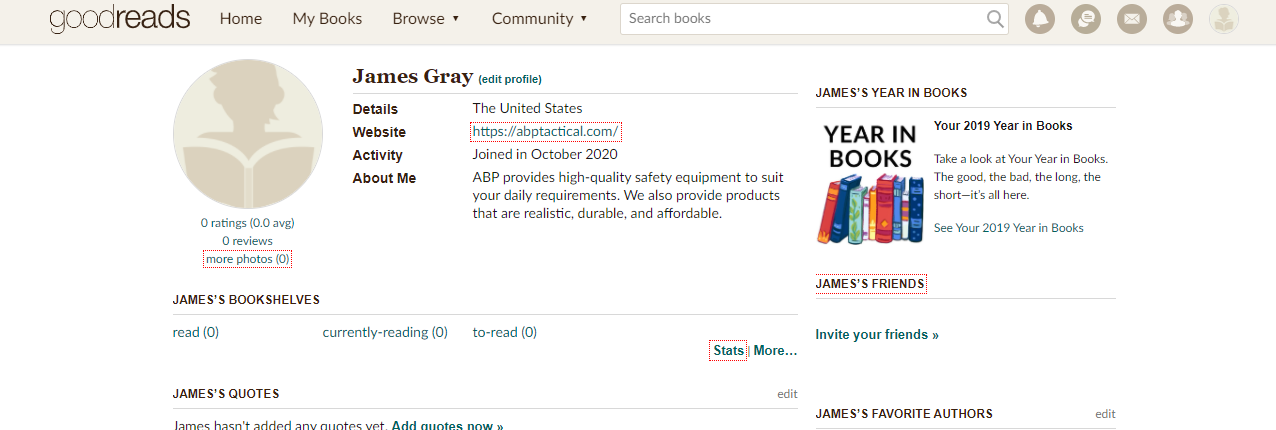 goodreads Home My Books Browse ▼ Community ▼ Search books
James Gray (edit profile)
Details The United States
Website https://abptactical.com/
Activity Joined in October 2020
About Me ABP provides high-quality safety equipment to suit
your daily requirements. We also provide products
that are realistic, durable, and affordable.
0 ratings (0.0 avg)
0 reviews
more photos (0)
JAMES'S BOOKSHELVES
read (0) currently-reading (0) to-read (0)
Stats | More...
JAMES'S QUOTES edit
James hasn't added any quotes yet. Add quotes now »
JAMES'S YEAR IN BOOKS
YEAR IN
BOOKS
Your 2019 Year in Books
Take a look at Your Year in Books.
The good, the bad, the long, the
short—it's all here.
See Your 2019 Year in Books
JAMES'S FRIENDS
Invite your friends »
JAMES'S FAVORITE AUTHORS edit